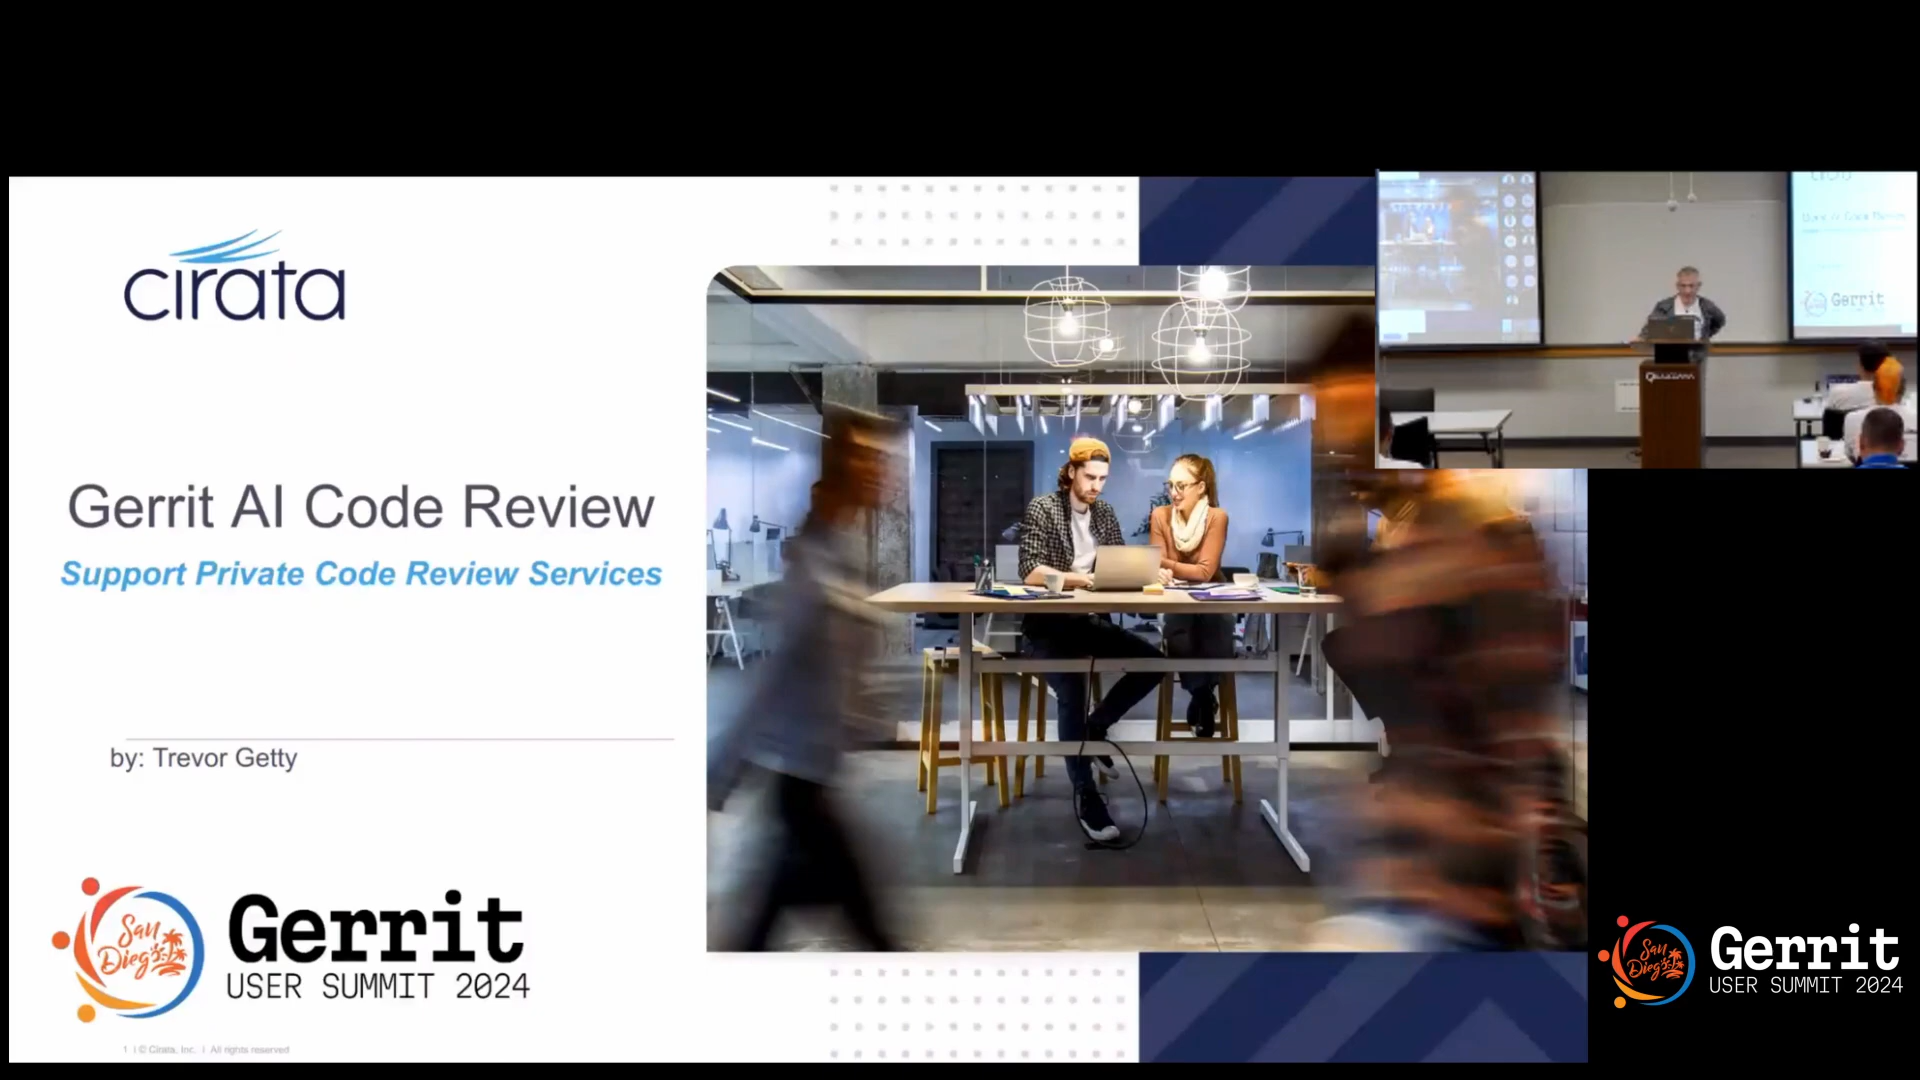 cirata
Gerrit AI Code Review
Support Private Code Review Services
by: Trevor Getty
San
Diego
Gerrit
USER SUMMIT 2024
1 | © Cirata, Inc. | All rights reserved
Gerrit
San
Diego
Gerrit
USER SUMMIT 2024